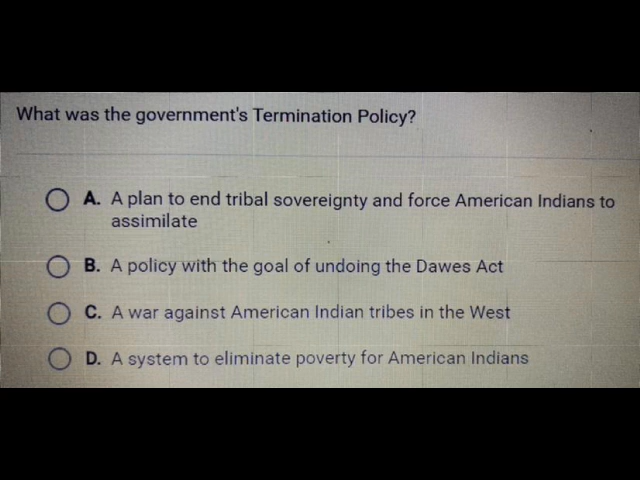 What was the government's Termination Policy?
A. A plan to end tribal sovereignty and force American Indians to
assimilate
B. A policy with the goal of undoing the Dawes Act
C. A war against American Indian tribes in the West
D. A system to eliminate poverty for American Indians